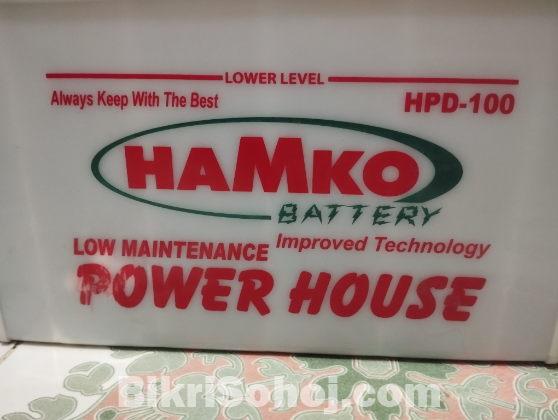 LOWER LEVEL
Always Keep With The Best HPD-100
HAMKO
BATTERY
LOW MAINTENANCE Improved Technology
POWER HOUSE
BikriSohoj.com